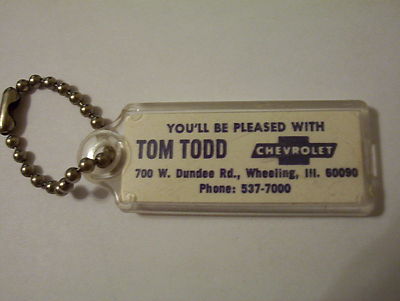 YOU'LL BE PLEASED WITH
TOM TODD CHEVROLET
700 W. Dundee Rd., Wheeling, Ill. 60090
Phone: 537-7000